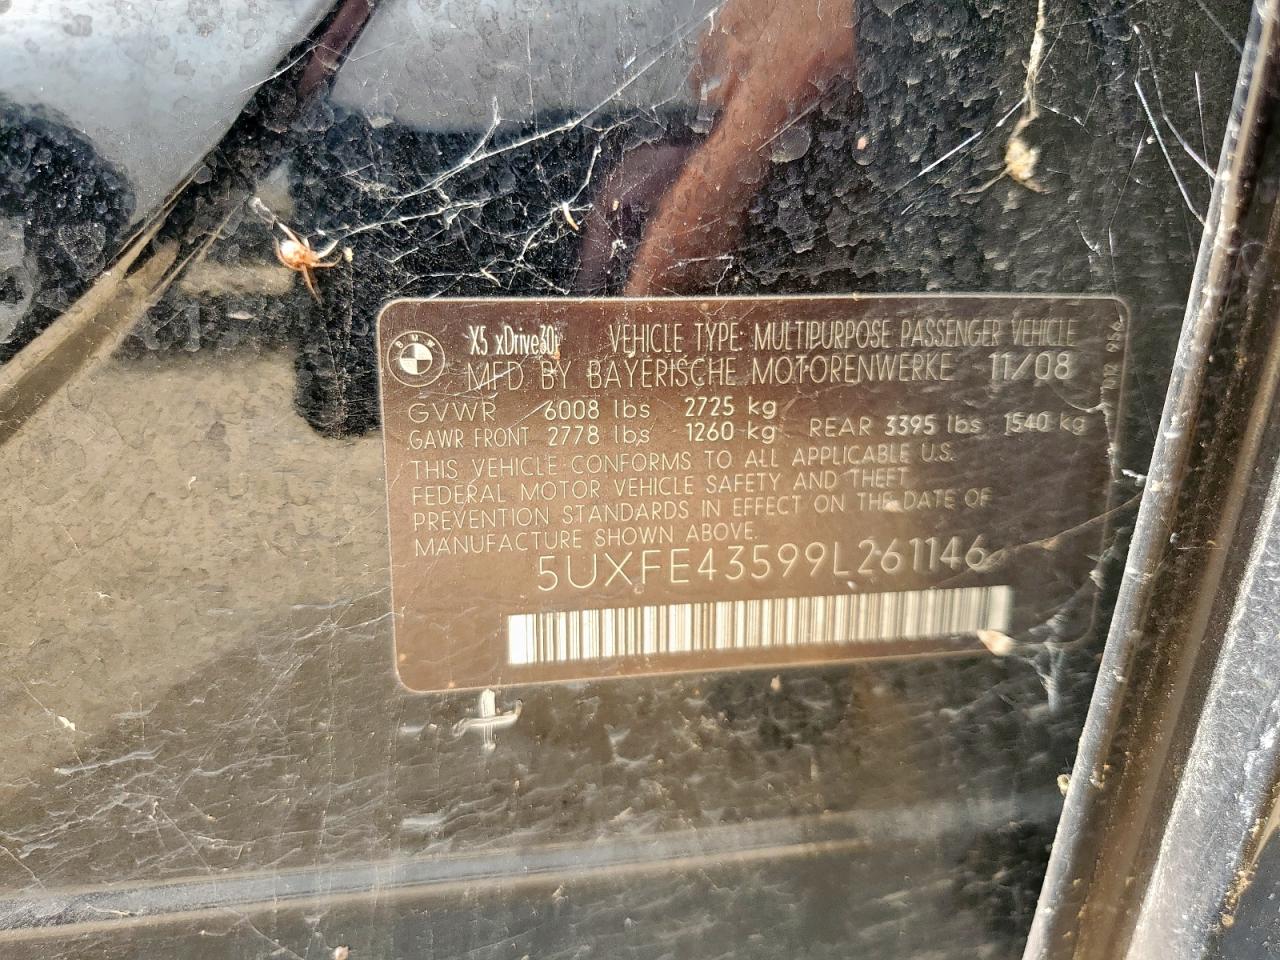 BMW
X5 xDrive30i VEHICLE TYPE: MULTIPURPOSE PASSENGER VEHICLE
MFD BY BAYERISCHE MOTORENWERKE 11/08
GVWR 6008 lbs 2725 kg
GAWR FRONT 2778 lbs 1260 kg REAR 3395 lbs 1540 kg
THIS VEHICLE CONFORMS TO ALL APPLICABLE U.S.
FEDERAL MOTOR VEHICLE SAFETY AND THEFT
PREVENTION STANDARDS IN EFFECT ON THE DATE OF
MANUFACTURE SHOWN ABOVE.
5UXFE43599L261146